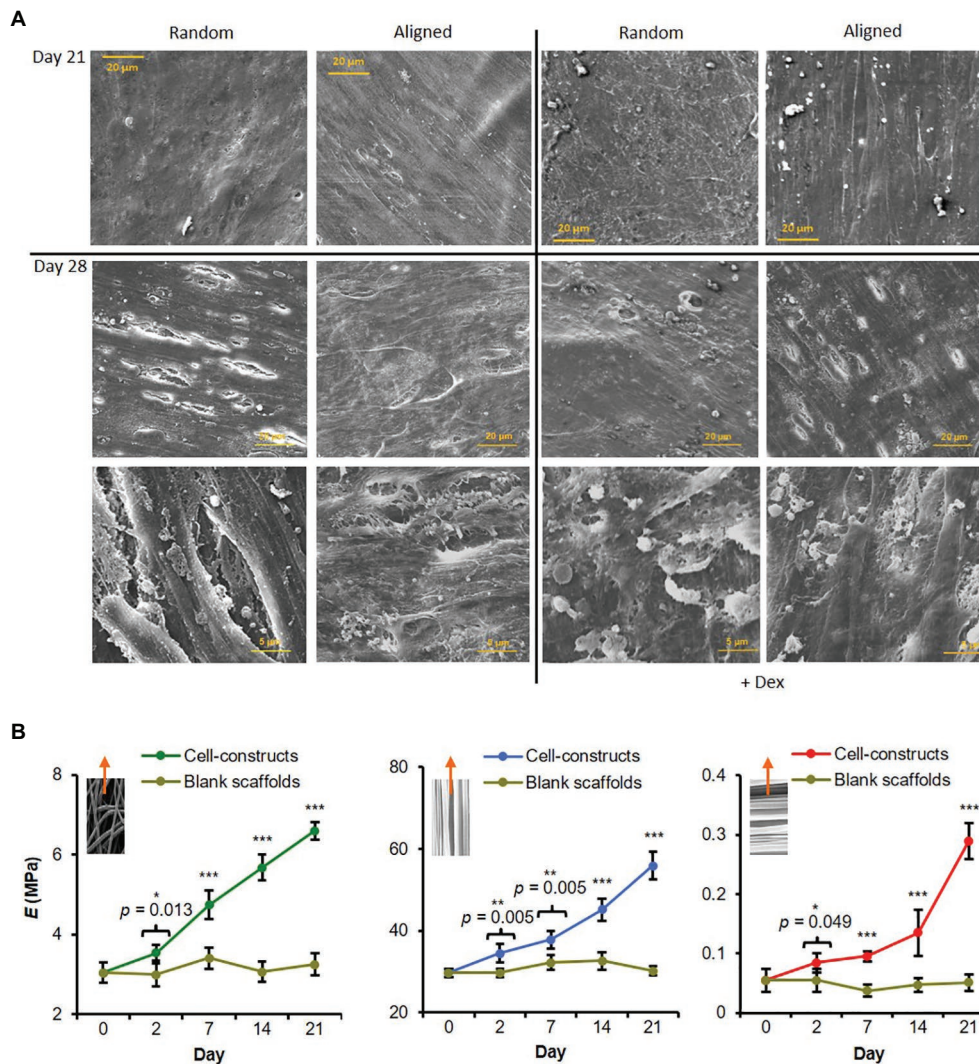 A
Random Aligned Random Aligned
Day 21
20 µm 20 µm 20 µm 20 µm
Day 28
20 µm 20 µm 20 µm
5 µm 5 µm
+ Dex
B
Cell-constructs
Blank scaffolds
8
6
4
2
E (MPa)
*
p = 0.013
***
***
***
0 2 7 14 21
Day
Cell-constructs
Blank scaffolds
80
60
40
20
**
p = 0.005
**
p = 0.005
***
***
0 2 7 14 21
Day
Cell-constructs
Blank scaffolds
0.4
0.3
0.2
0.1
0
*
p = 0.049
***
***
***
0 2 7 14 21
Day